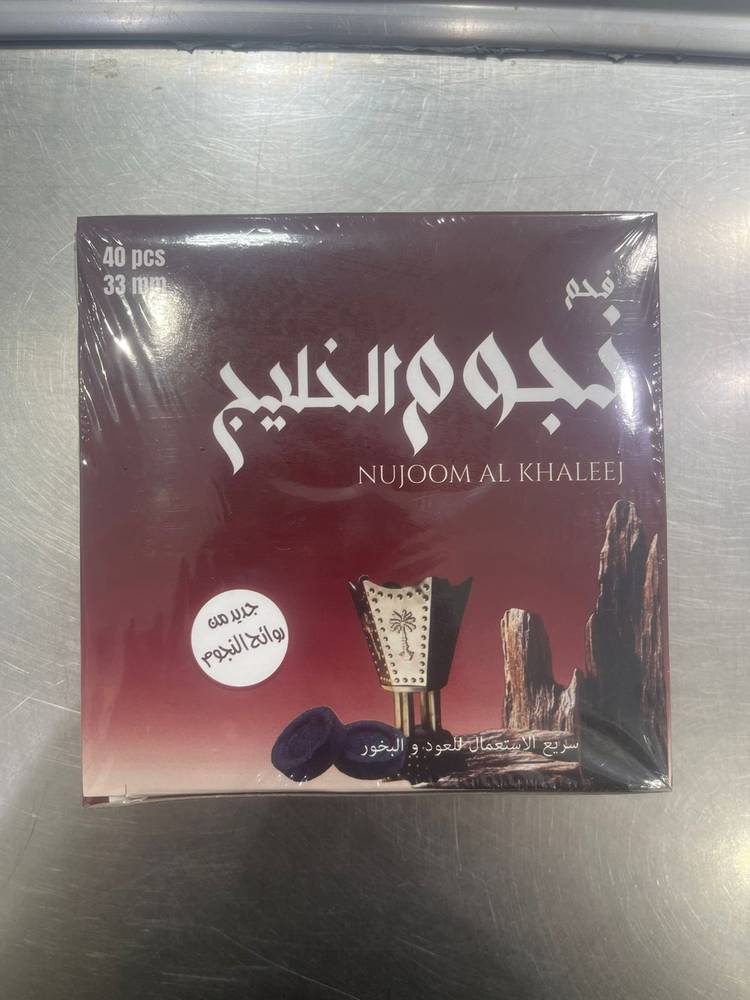 40 pcs
33 mm
فحم
نجوم الخليج
NUJOOM AL KHALEEJ
جديد من
روائح النجوم
سريع الاستعمال للعود و البخور